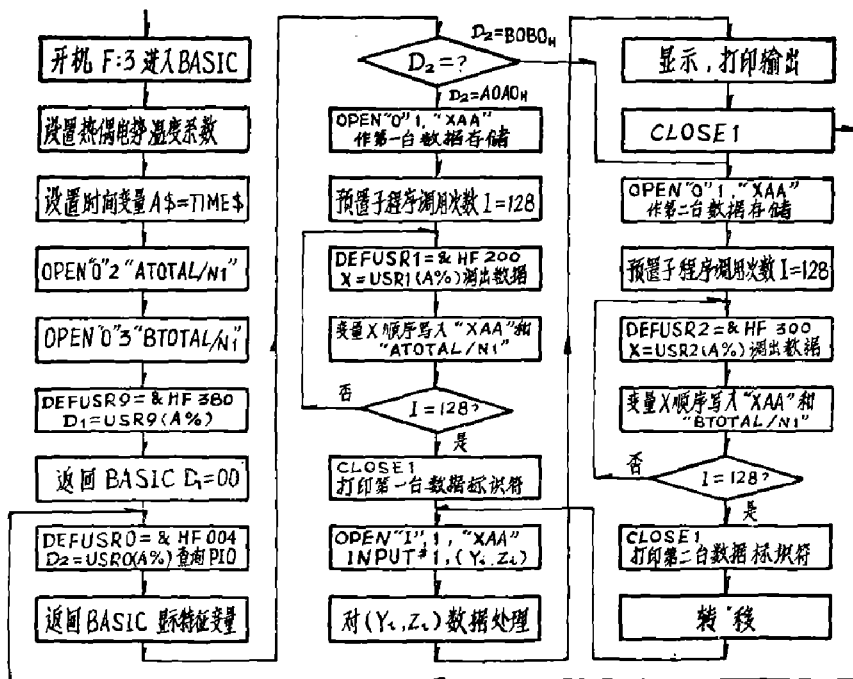 开机 F:3 进入BASIC
设置热偶电势温度系数
设置时间变量 A$=TIME$
OPEN"O"2 "ATOTAL/N1"
OPEN"O"3 "BTOTAL/N1"
DEFUSR9=& HF380
D1=USR9(A%)
返回 BASIC D1=00
DEFUSR0=& HF004
D2=USR0(A%)查询PIO
返回BASIC 显示特征变量
D2=?
D2=B0B0H
D2=A0A0H
OPEN"O"1, "XAA"
作第一台数据存储
预置子程序调用次数 I=128
DEFUSR1=& HF200
X=USR1(A%)调出数据
变量X顺序写入"XAA"和
"ATOTAL/N1"
否
I=128?
是
CLOSE1
打印第一台数据标识符
OPEN"I",1, "XAA"
INPUT#1,(Yi,Zi)
对(Yi,Zi)数据处理
显示,打印输出
CLOSE1
OPEN"O"1, "XAA"
作第二台数据存储
预置子程序调用次数I=128
DEFUSR2=& HF300
X=USR2(A%)调出数据
变量X顺序写入"XAA"和
"BTOTAL/N1"
否
I=128?
是
CLOSE1
打印第二台数据标识符
转移